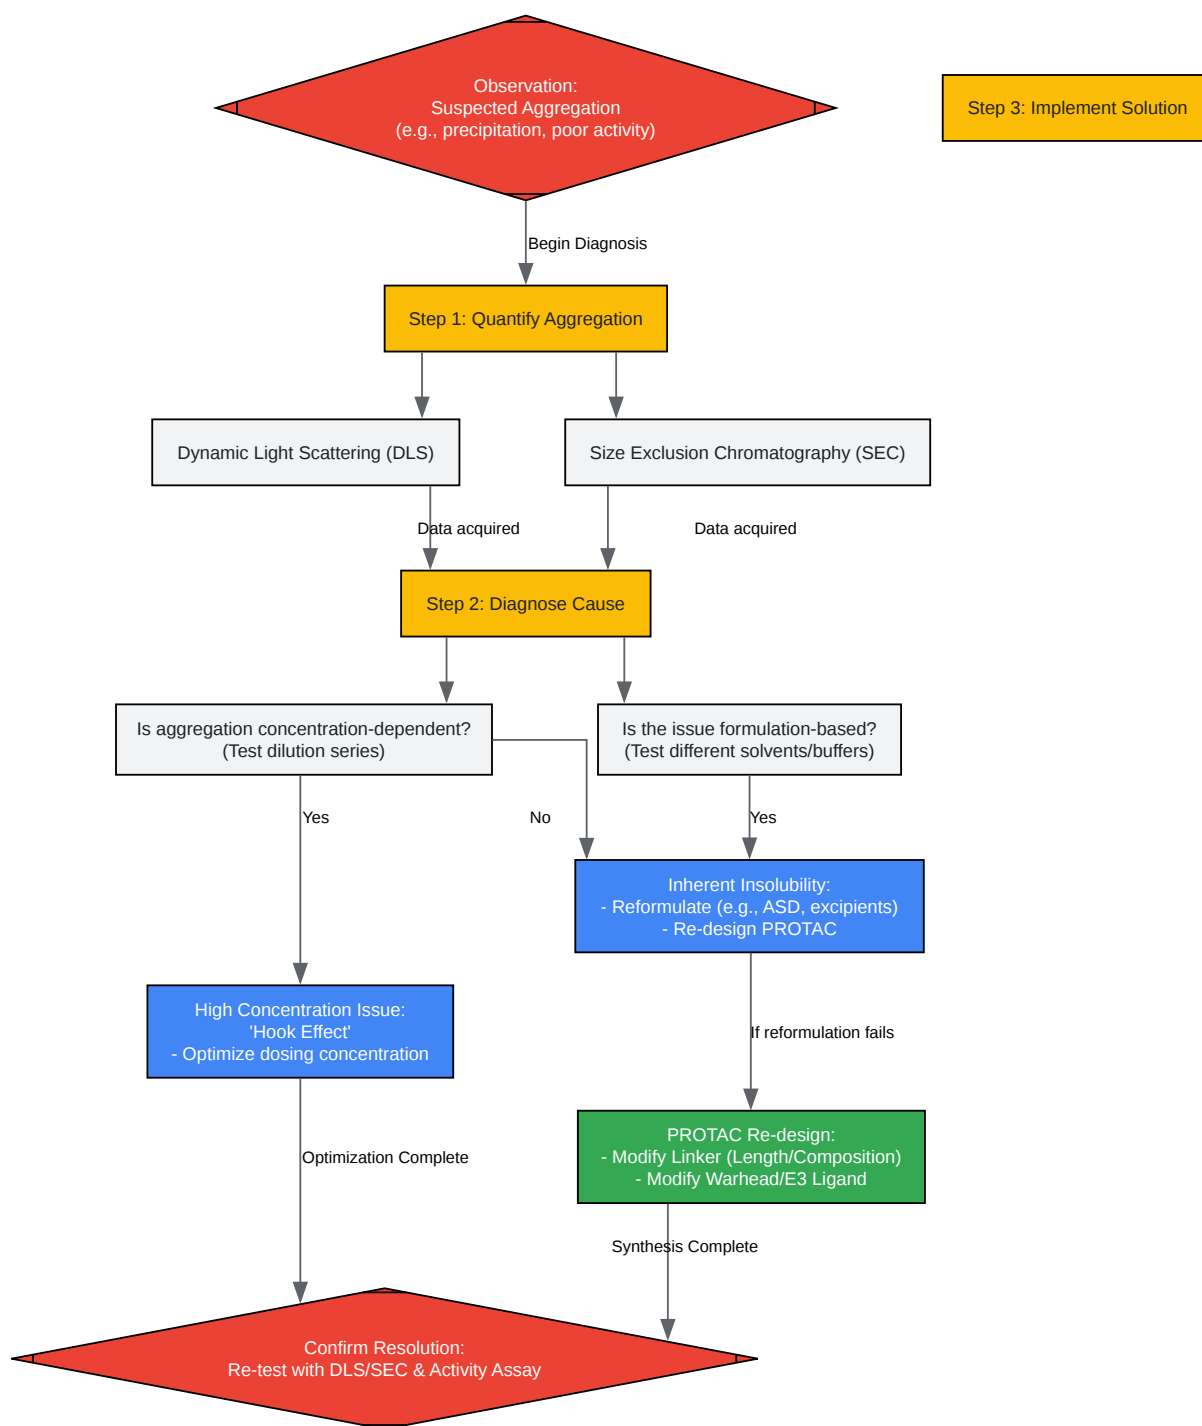 Observation:
Suspected Aggregation
(e.g., precipitation, poor activity)
Step 3: Implement Solution
Begin Diagnosis
Step 1: Quantify Aggregation
Dynamic Light Scattering (DLS)
Size Exclusion Chromatography (SEC)
Data acquired
Data acquired
Step 2: Diagnose Cause
Is aggregation concentration-dependent?
(Test dilution series)
Is the issue formulation-based?
(Test different solvents/buffers)
Yes
No
Yes
Inherent Insolubility:
- Reformulate (e.g., ASD, excipients)
- Re-design PROTAC
High Concentration Issue:
'Hook Effect'
- Optimize dosing concentration
If reformulation fails
PROTAC Re-design:
- Modify Linker (Length/Composition)
- Modify Warhead/E3 Ligand
Optimization Complete
Synthesis Complete
Confirm Resolution:
Re-test with DLS/SEC & Activity Assay